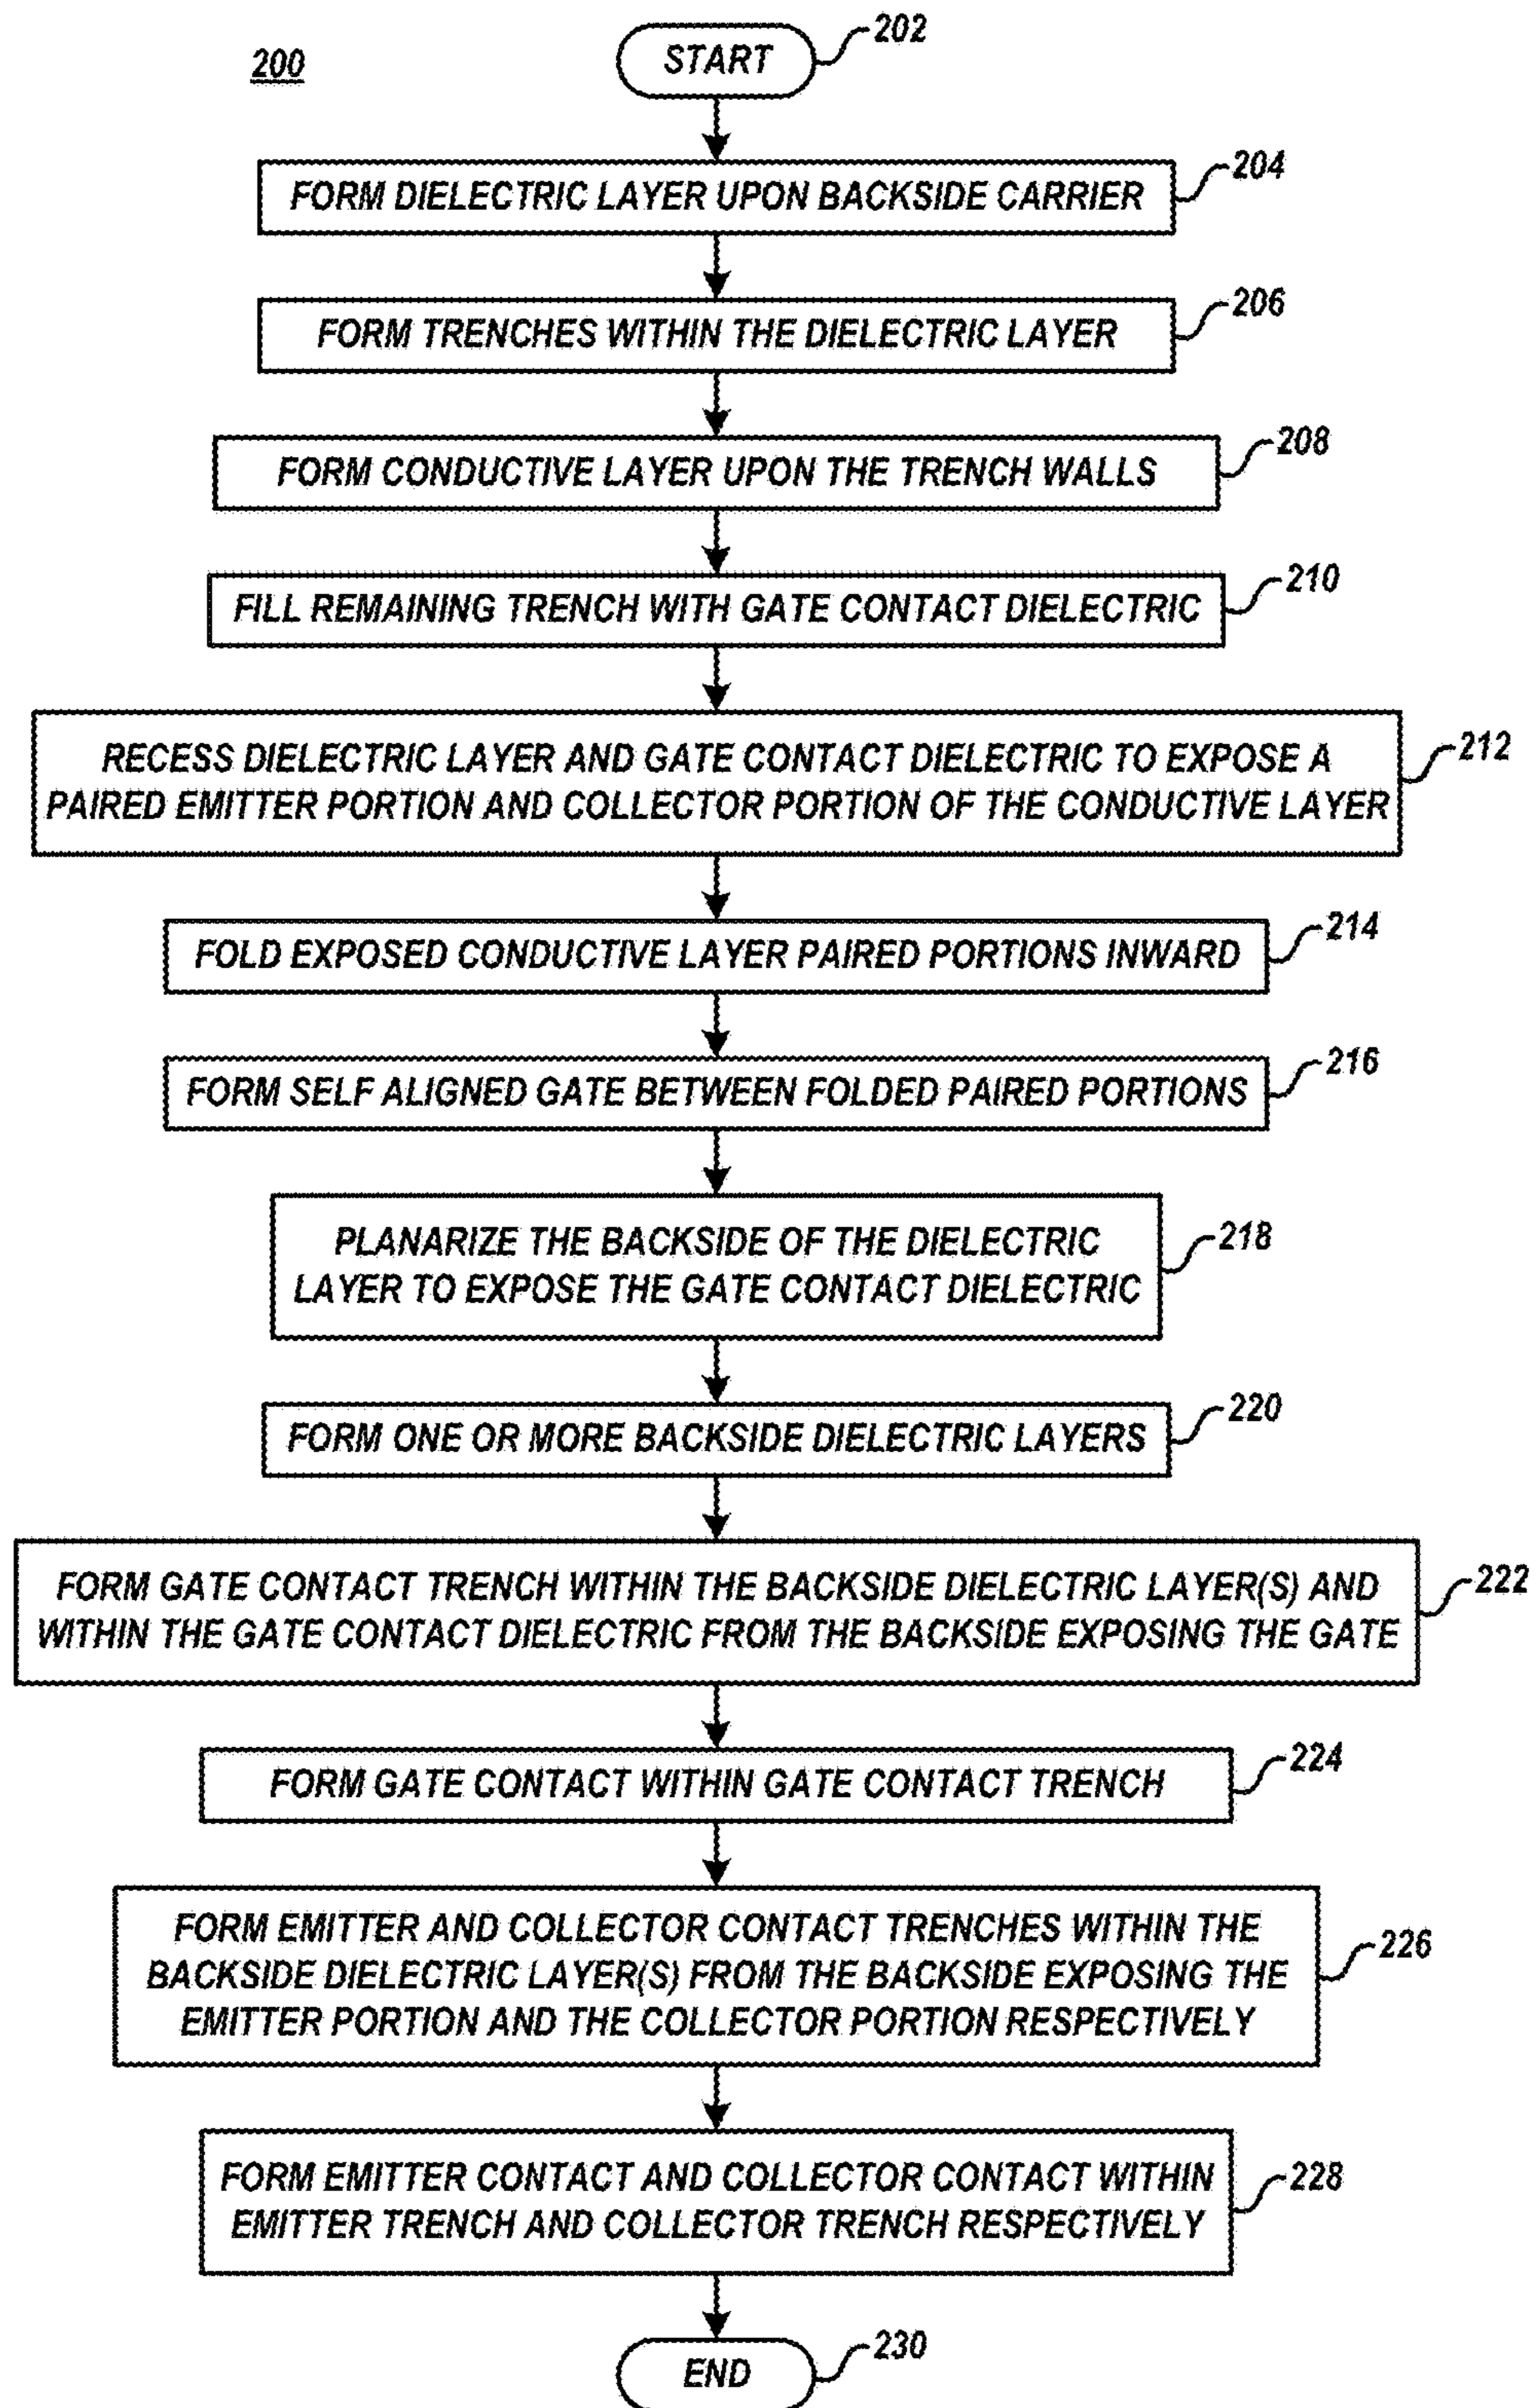 200
START
202
FORM DIELECTRIC LAYER UPON BACKSIDE CARRIER
204
FORM TRENCHES WITHIN THE DIELECTRIC LAYER
206
FORM CONDUCTIVE LAYER UPON THE TRENCH WALLS
208
FILL REMAINING TRENCH WITH GATE CONTACT DIELECTRIC
210
RECESS DIELECTRIC LAYER AND GATE CONTACT DIELECTRIC TO EXPOSE A
PAIRED EMITTER PORTION AND COLLECTOR PORTION OF THE CONDUCTIVE LAYER
212
FOLD EXPOSED CONDUCTIVE LAYER PAIRED PORTIONS INWARD
214
FORM SELF ALIGNED GATE BETWEEN FOLDED PAIRED PORTIONS
216
PLANARIZE THE BACKSIDE OF THE DIELECTRIC
LAYER TO EXPOSE THE GATE CONTACT DIELECTRIC
218
FORM ONE OR MORE BACKSIDE DIELECTRIC LAYERS
220
FORM GATE CONTACT TRENCH WITHIN THE BACKSIDE DIELECTRIC LAYER(S) AND
WITHIN THE GATE CONTACT DIELECTRIC FROM THE BACKSIDE EXPOSING THE GATE
222
FORM GATE CONTACT WITHIN GATE CONTACT TRENCH
224
FORM EMITTER AND COLLECTOR CONTACT TRENCHES WITHIN THE
BACKSIDE DIELECTRIC LAYER(S) FROM THE BACKSIDE EXPOSING THE
EMITTER PORTION AND THE COLLECTOR PORTION RESPECTIVELY
226
FORM EMITTER CONTACT AND COLLECTOR CONTACT WITHIN
EMITTER TRENCH AND COLLECTOR TRENCH RESPECTIVELY
228
END
230